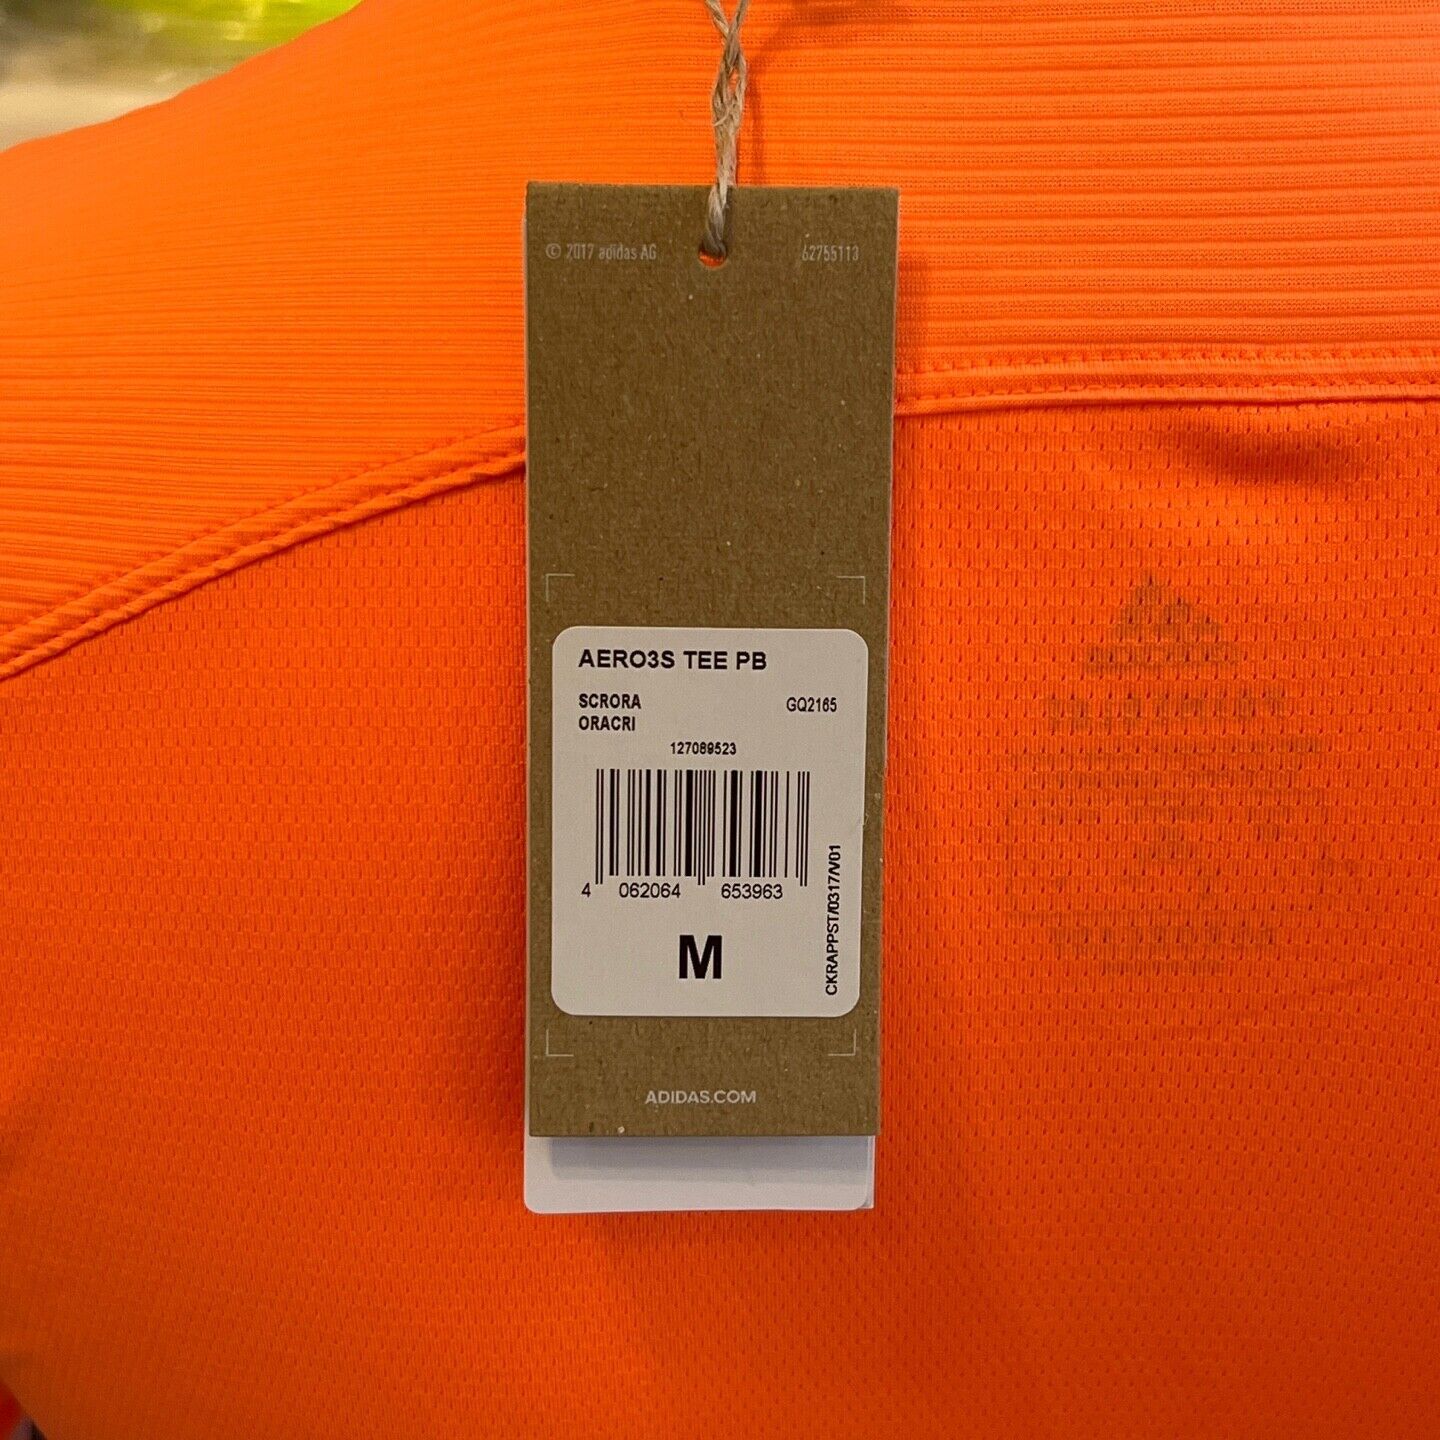 © 2017 adidas AG 62755113
AERO3S TEE PB
SCRORA GQ2165
ORACRI
127089523
4 062064 653963
M
CKRAPPST/0317/V01
ADIDAS.COM